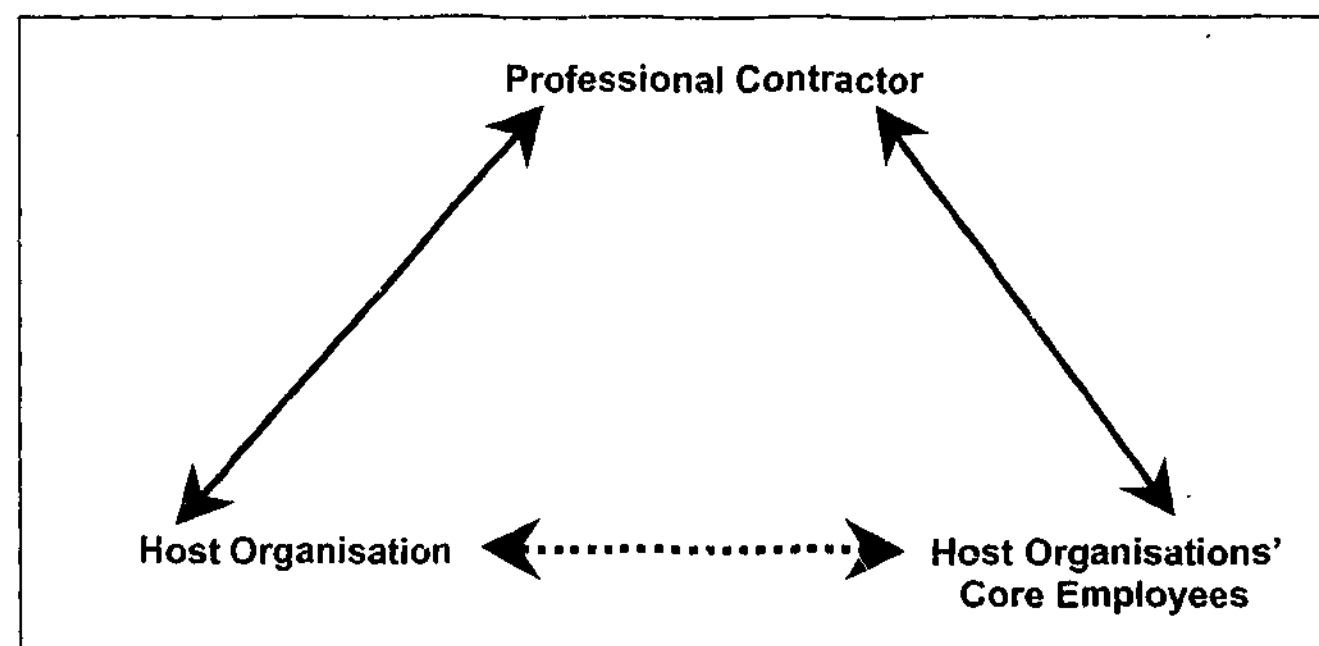 Professional Contractor
Host Organisation
Host Organisations'
Core Employees